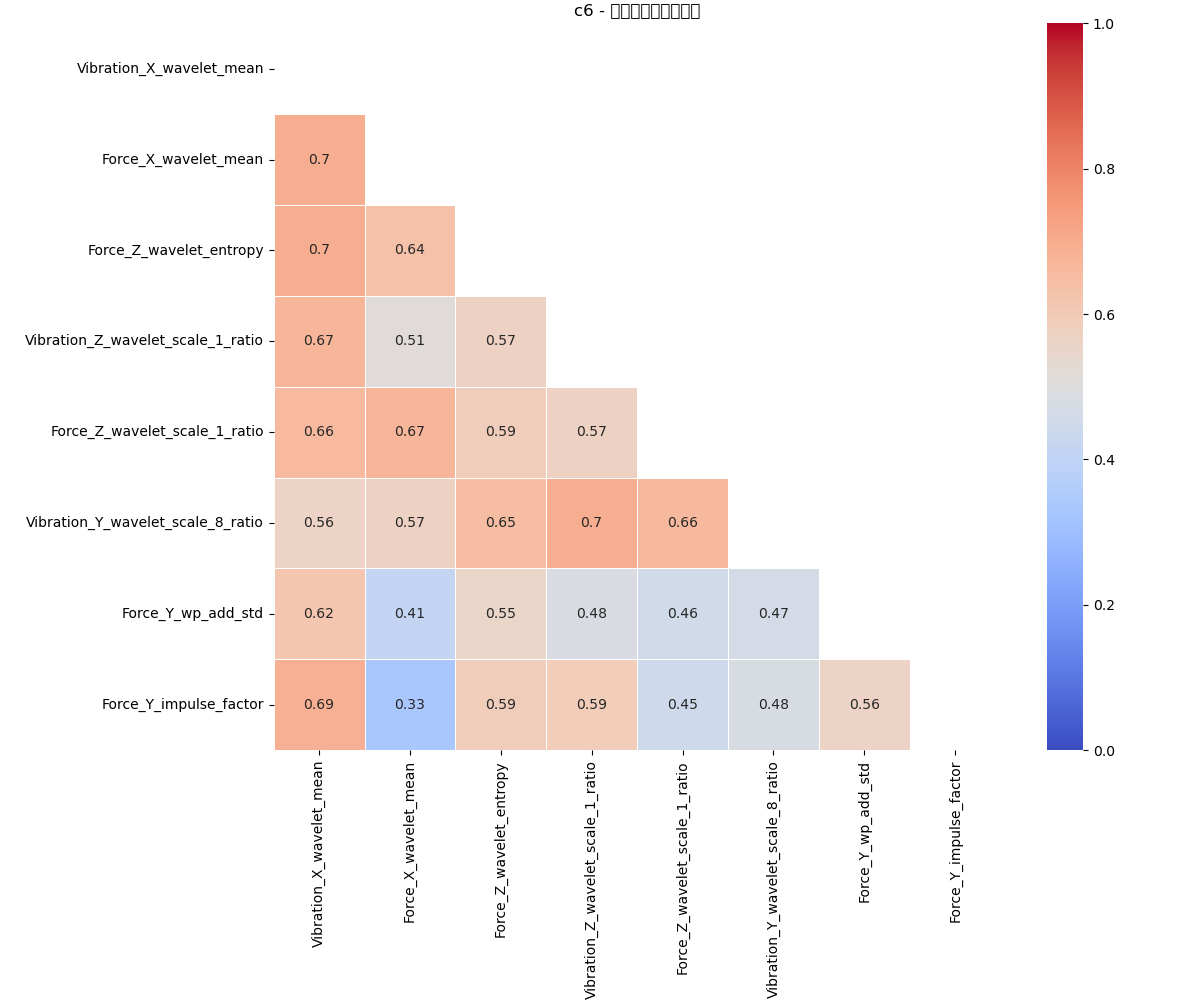 c6 -
1.0
Vibration_X_wavelet_mean
Force_X_wavelet_mean 0.7
0.8
Force_Z_wavelet_entropy 0.7 0.64
0.6
Vibration_Z_wavelet_scale_1_ratio 0.67 0.51 0.57
Force_Z_wavelet_scale_1_ratio 0.66 0.67 0.59 0.57
0.4
Vibration_Y_wavelet_scale_8_ratio 0.56 0.57 0.65 0.7 0.66
0.2
Force_Y_wp_add_std 0.62 0.41 0.55 0.48 0.46 0.47
Force_Y_impulse_factor 0.69 0.33 0.59 0.59 0.45 0.48 0.56
0.0
Vibration_X_wavelet_mean
Force_X_wavelet_mean
Force_Z_wavelet_entropy
Vibration_Z_wavelet_scale_1_ratio
Force_Z_wavelet_scale_1_ratio
Vibration_Y_wavelet_scale_8_ratio
Force_Y_wp_add_std
Force_Y_impulse_factor